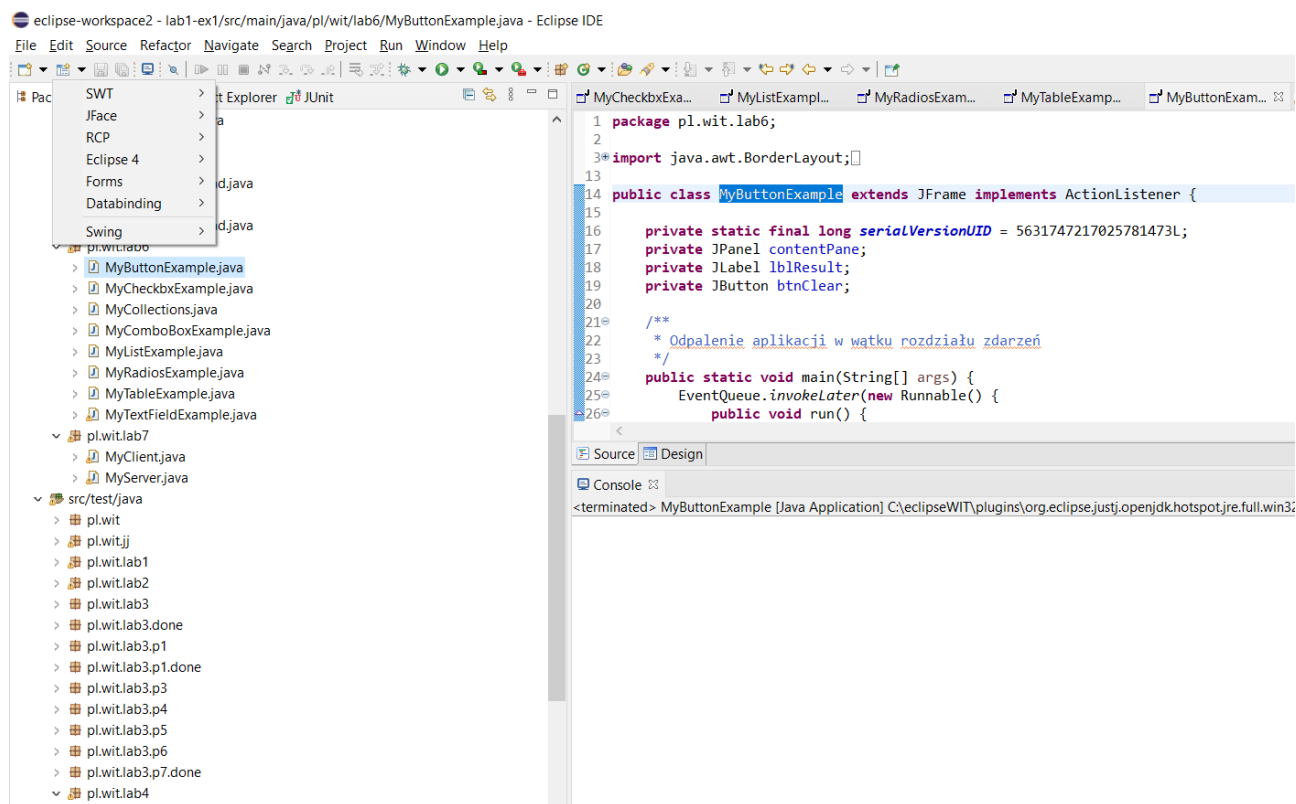 eclipse-workspace2 - lab1-ex1/src/main/java/pl/wit/lab6/MyButtonExample.java - Eclipse IDE
File Edit Source Refactor Navigate Search Project Run Window Help
Pac
t Explorer
JUnit
SWT
JFace
RCP
Eclipse 4
Forms
Databinding
Swing
a
d.java
d.java
pl.wit.lab6
MyButtonExample.java
MyCheckbxExample.java
MyCollections.java
MyComboBoxExample.java
MyListExample.java
MyRadiosExample.java
MyTableExample.java
MyTextFieldExample.java
pl.wit.lab7
MyClient.java
MyServer.java
src/test/java
pl.wit
pl.wit.jj
pl.wit.lab1
pl.wit.lab2
pl.wit.lab3
pl.wit.lab3.done
pl.wit.lab3.p1
pl.wit.lab3.p1.done
pl.wit.lab3.p3
pl.wit.lab3.p4
pl.wit.lab3.p5
pl.wit.lab3.p6
pl.wit.lab3.p7.done
pl.wit.lab4
MyCheckbxExa... MyListExampl... MyRadiosExam... MyTableExamp... MyButtonExam...
1 package pl.wit.lab6;
2
3 import java.awt.BorderLayout;
13
14 public class MyButtonExample extends JFrame implements ActionListener {
15
16 private static final long serialVersionUID = 5631747217025781473L;
17 private JPanel contentPane;
18 private JLabel lblResult;
19 private JButton btnClear;
20
21 /**
22 * Odpalenie aplikacji w wątku rozdziału zdarzeń
23 */
24 public static void main(String[] args) {
25 EventQueue.invokeLater(new Runnable() {
26 public void run() {
Source Design
Console
<terminated> MyButtonExample [Java Application] C:\eclipseWIT\plugins\org.eclipse.justj.openjdk.hotspot.jre.full.win32